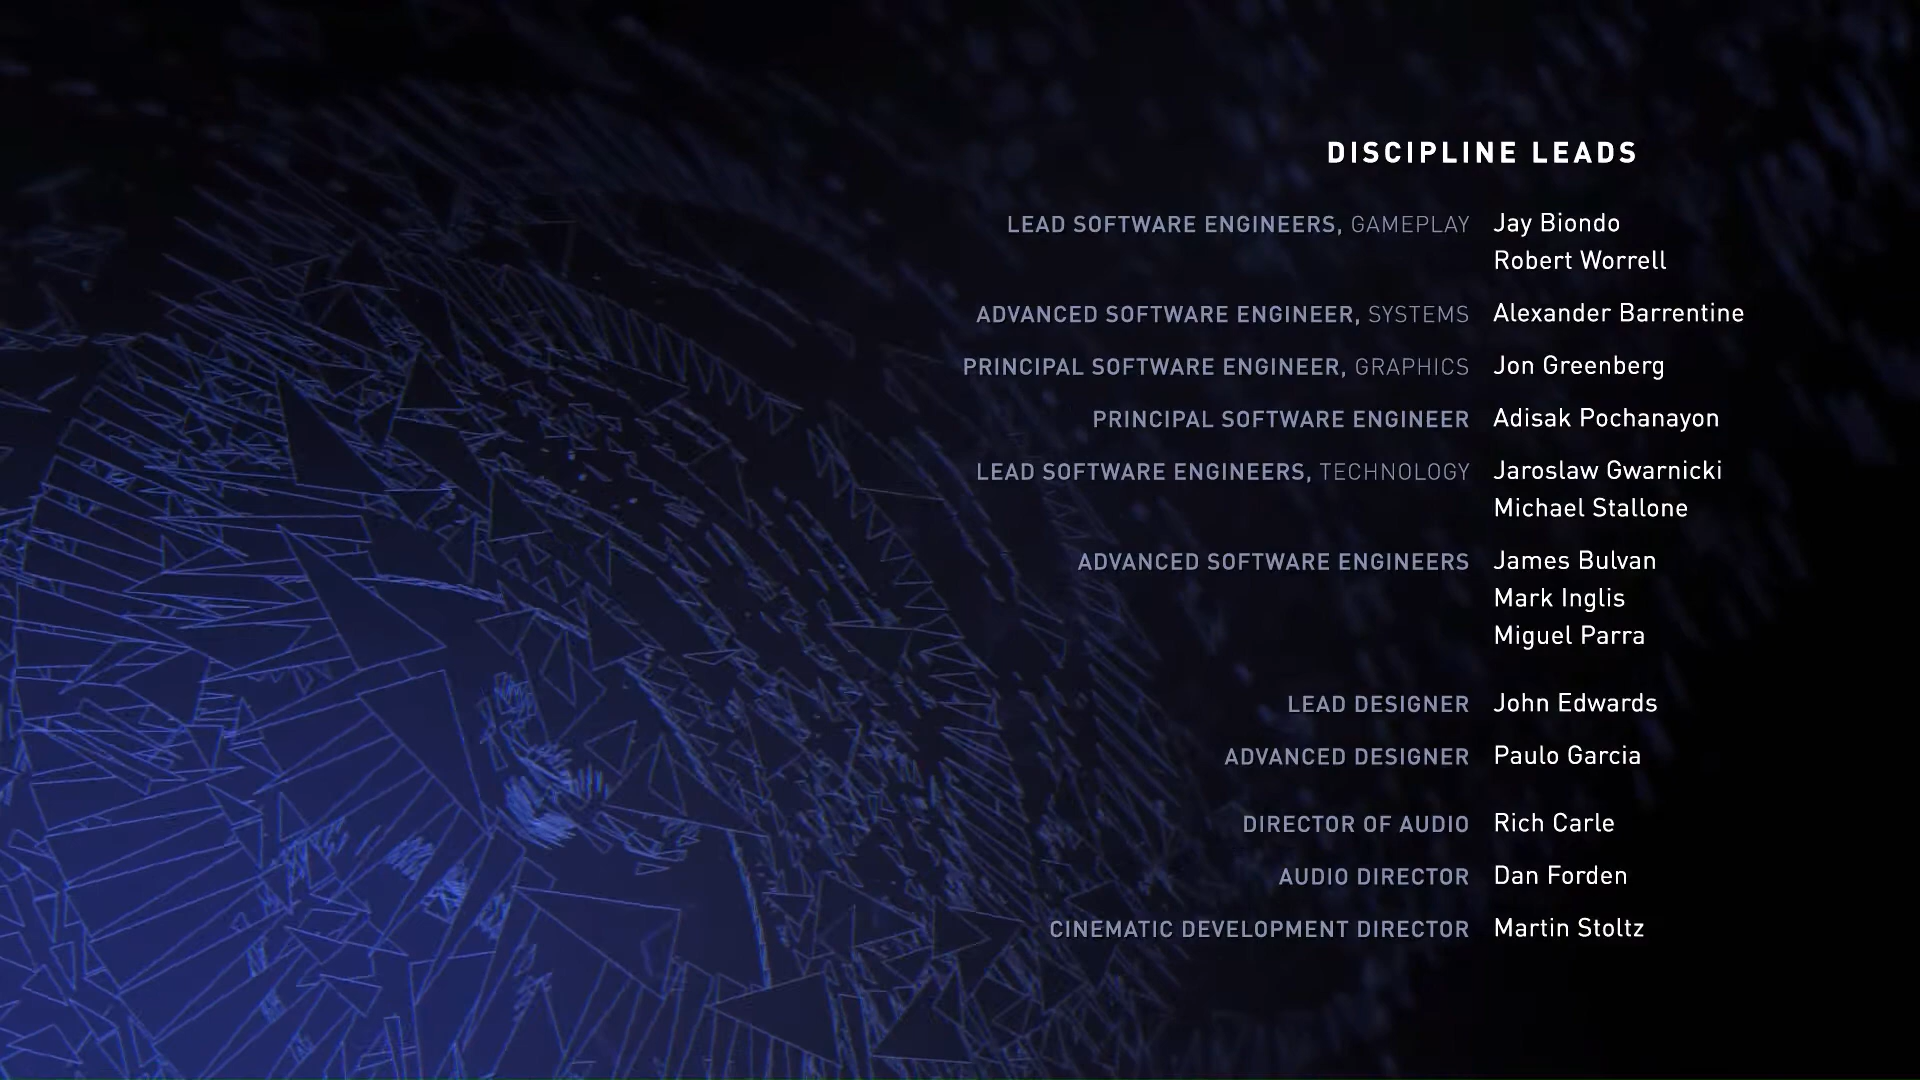 DISCIPLINE LEADS
LEAD SOFTWARE ENGINEERS, GAMEPLAY Jay Biondo
Robert Worrell
ADVANCED SOFTWARE ENGINEER, SYSTEMS Alexander Barrentine
PRINCIPAL SOFTWARE ENGINEER, GRAPHICS Jon Greenberg
PRINCIPAL SOFTWARE ENGINEER Adisak Pochanayon
LEAD SOFTWARE ENGINEERS, TECHNOLOGY Jaroslaw Gwarnicki
Michael Stallone
ADVANCED SOFTWARE ENGINEERS James Bulvan
Mark Inglis
Miguel Parra
LEAD DESIGNER John Edwards
ADVANCED DESIGNER Paulo Garcia
DIRECTOR OF AUDIO Rich Carle
AUDIO DIRECTOR Dan Forden
CINEMATIC DEVELOPMENT DIRECTOR Martin Stoltz